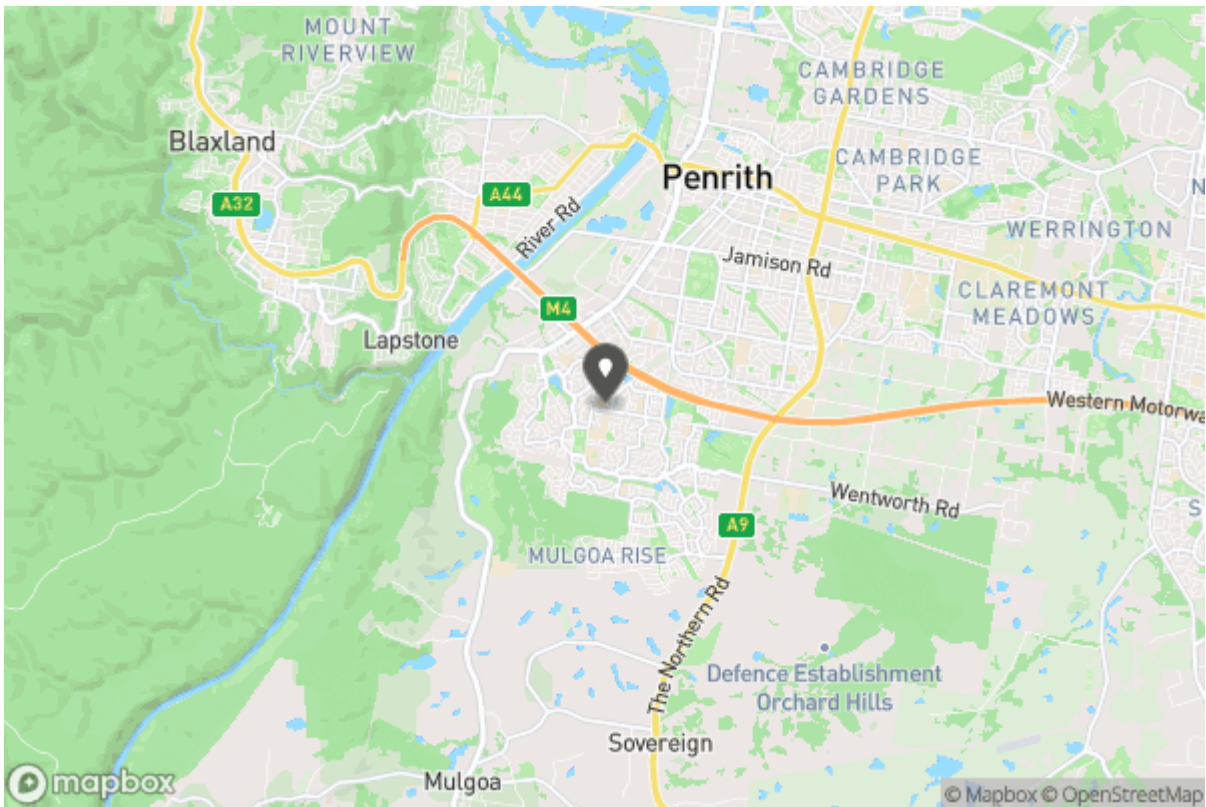 MOUNT
RIVERVIEW
CAMBRIDGE
GARDENS
Blaxland
Penrith
CAMBRIDGE
PARK
N
A32
A44
River Rd
WERRINGTON
Jamison Rd
CLAREMONT
MEADOWS
M4
Lapstone
Western Motorwa
Wentworth Rd
S
A9
MULGOA RISE
The Northern Rd
Defence Establishment
Orchard Hills
Sovereign
Mulgoa
mapbox
© Mapbox © OpenStreetMap